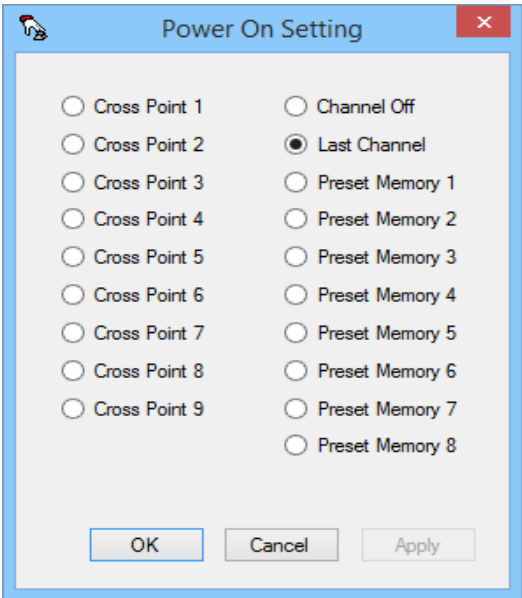 Power On Setting
Cross Point 1
Cross Point 2
Cross Point 3
Cross Point 4
Cross Point 5
Cross Point 6
Cross Point 7
Cross Point 8
Cross Point 9
Channel Off
Last Channel
Preset Memory 1
Preset Memory 2
Preset Memory 3
Preset Memory 4
Preset Memory 5
Preset Memory 6
Preset Memory 7
Preset Memory 8
OK
Cancel
Apply